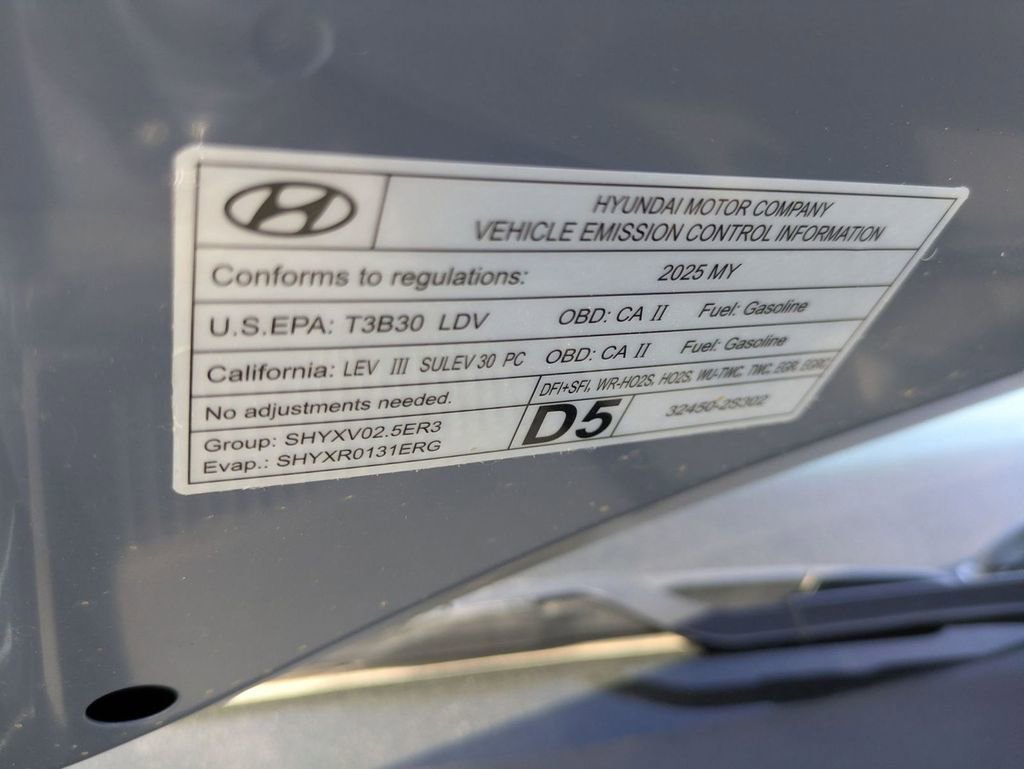 HYUNDAI MOTOR COMPANY
VEHICLE EMISSION CONTROL INFORMATION
Conforms to regulations: 2025 MY
U.S.EPA: T3B30 LDV OBD: CA II Fuel: Gasoline
California: LEV III SULEV30 PC OBD: CA II Fuel: Gasoline
No adjustments needed. DFI+SFI, WR-HO2S, HO2S, WU-TWC, TWC, EGR, EGRC
Group: SHYXV02.5ER3
Evap.: SHYXR0131ERG
D5
32450-2S302